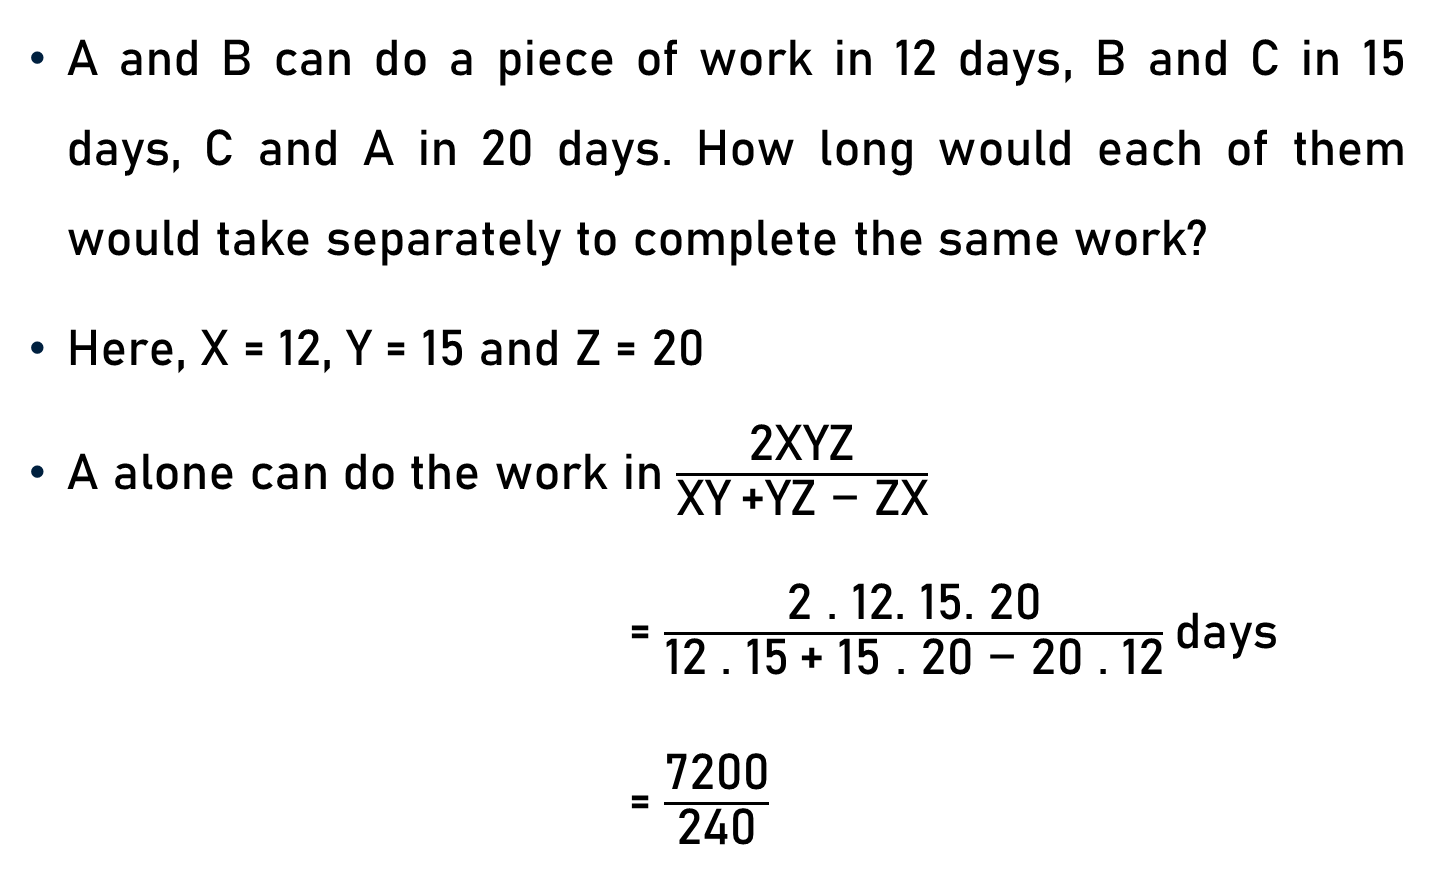 • A and B can do a piece of work in 12 days, B and C in 15
days, C and A in 20 days. How long would each of them
would take separately to complete the same work?
• Here, X = 12, Y = 15 and Z = 20
• A alone can do the work in 2XYZ
XY +YZ − ZX
= 2 . 12. 15. 20
12 . 15 + 15 . 20 − 20 . 12 days
= 7200
240